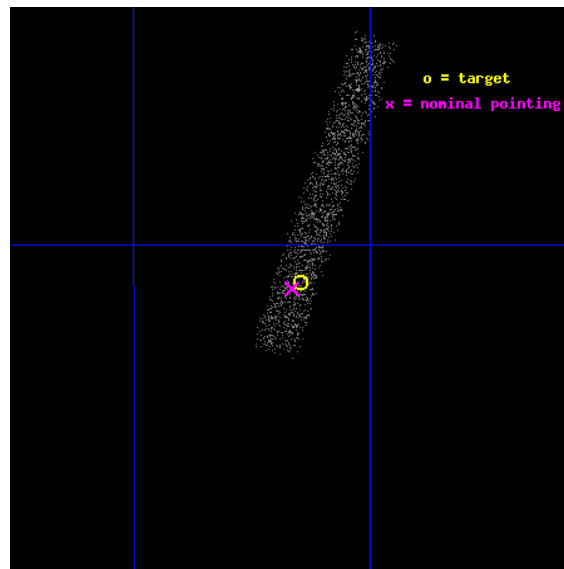 o = target
x = nominal pointing